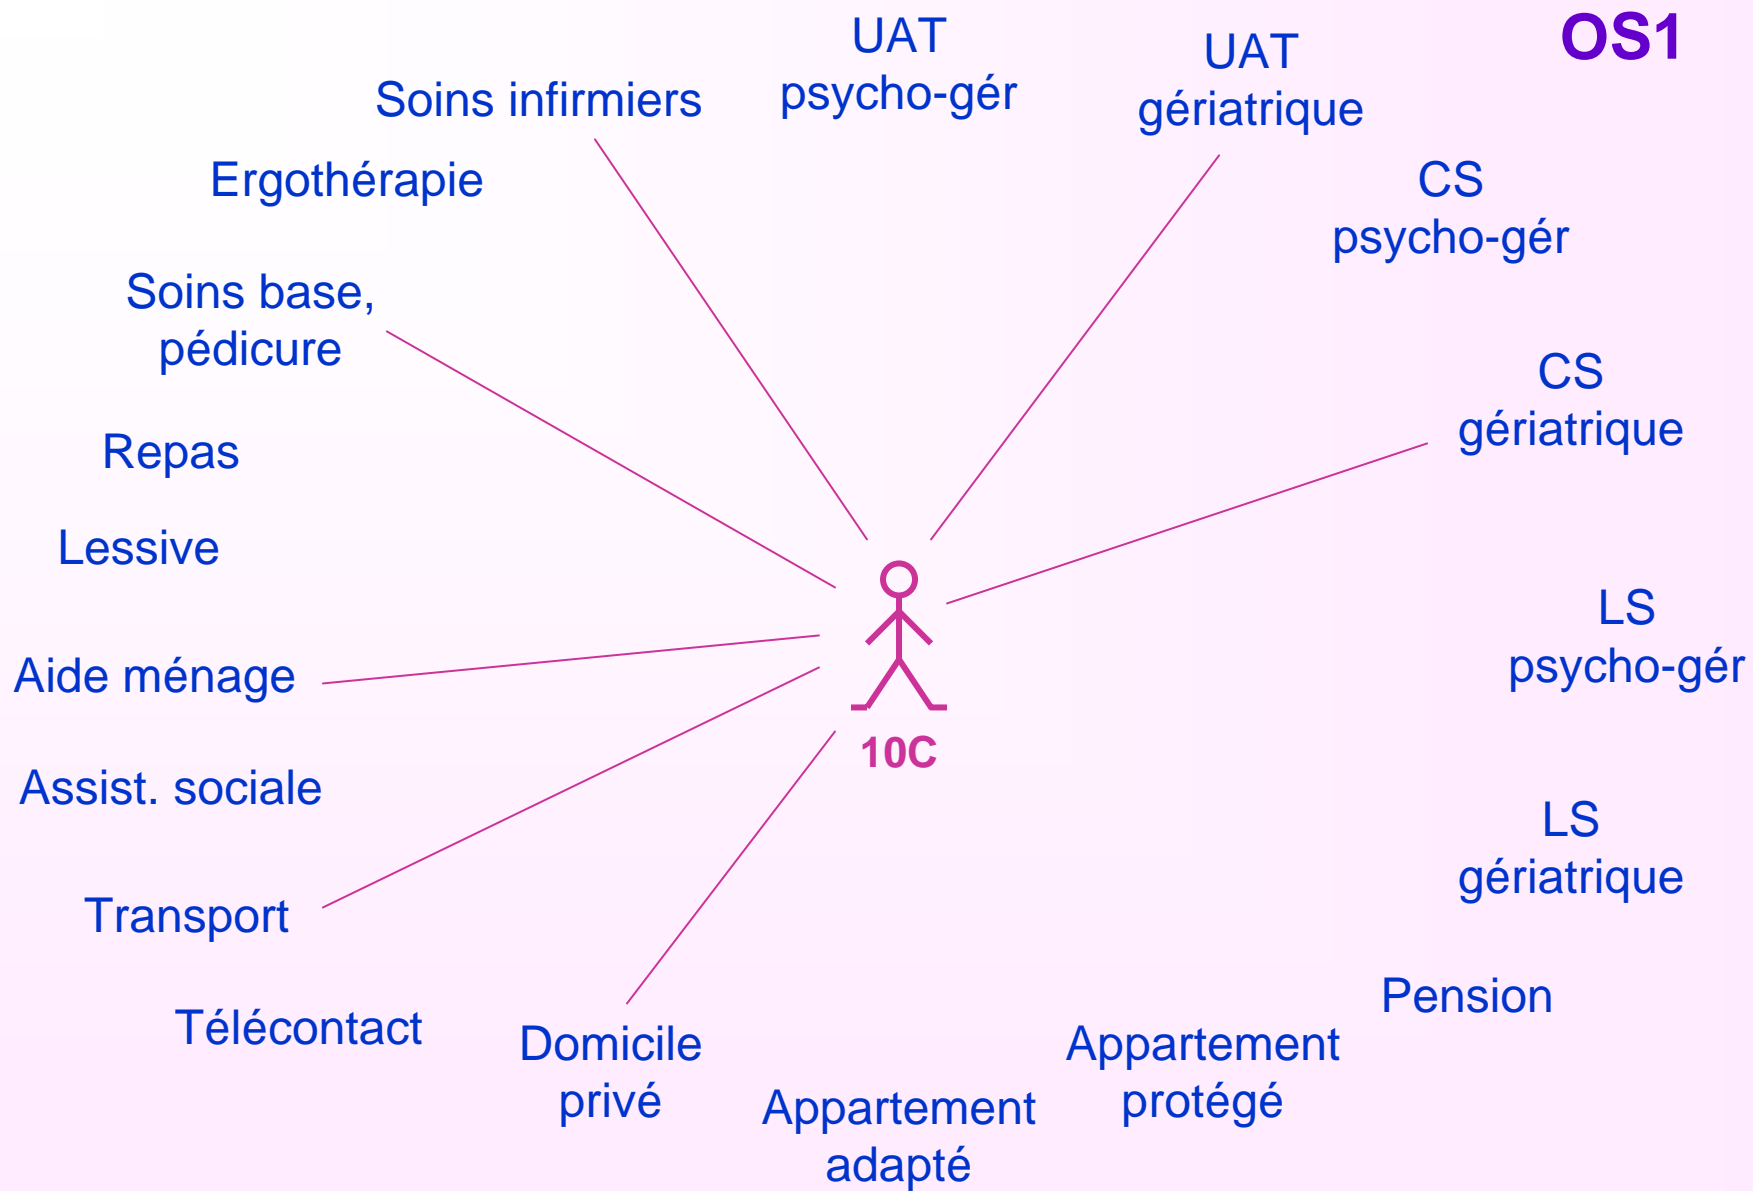 OS1
UAT
psycho-gér
UAT
gériatrique
Soins infirmiers
Ergothérapie
CS
psycho-gér
Soins base,
pédicure
CS
gériatrique
Repas
Lessive
LS
psycho-gér
Aide ménage
10C
Assist. sociale
LS
gériatrique
Transport
Pension
Télécontact
Domicile
privé
Appartement
protégé
Appartement
adapté